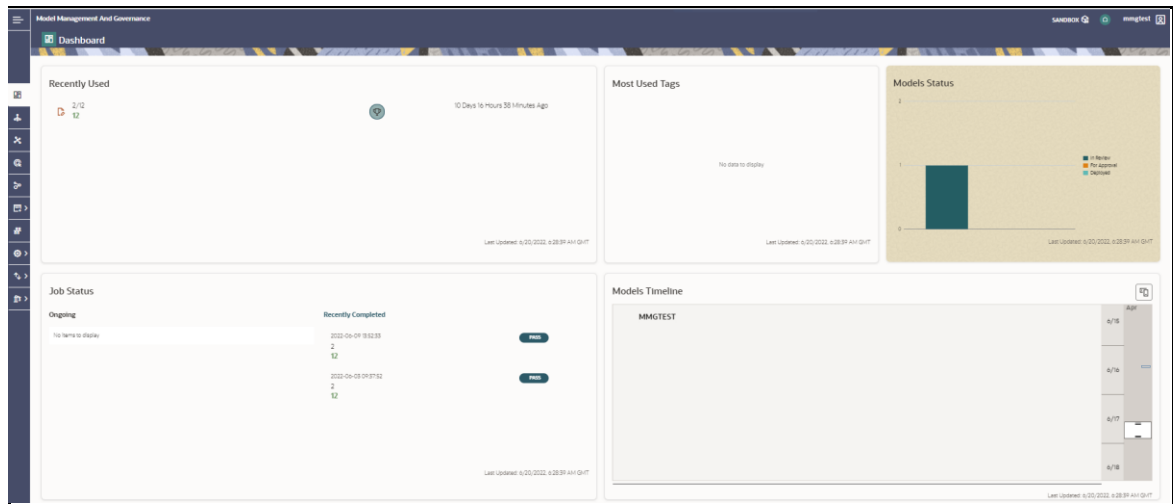 Model Management And Governance
SANDBOX
mmgtest
Dashboard
Recently Used
2/12
12
10 Days 16 Hours 38 Minutes Ago
Last Updated: 6/20/2022, 6:28:59 AM GMT
Most Used Tags
No data to display
Last Updated: 6/20/2022, 6:28:59 AM GMT
Models Status
2
1
0
In Review
For Approval
Deployed
Last Updated: 6/20/2022, 6:28:59 AM GMT
Job Status
Ongoing
No items to display
Recently Completed
2
12
PASS
2
12
PASS
Last Updated: 6/20/2022, 6:28:59 AM GMT
Models Timeline
MMGTEST
Apr
6/15
6/16
6/17
6/18
Last Updated: 6/20/2022, 6:28:59 AM GMT